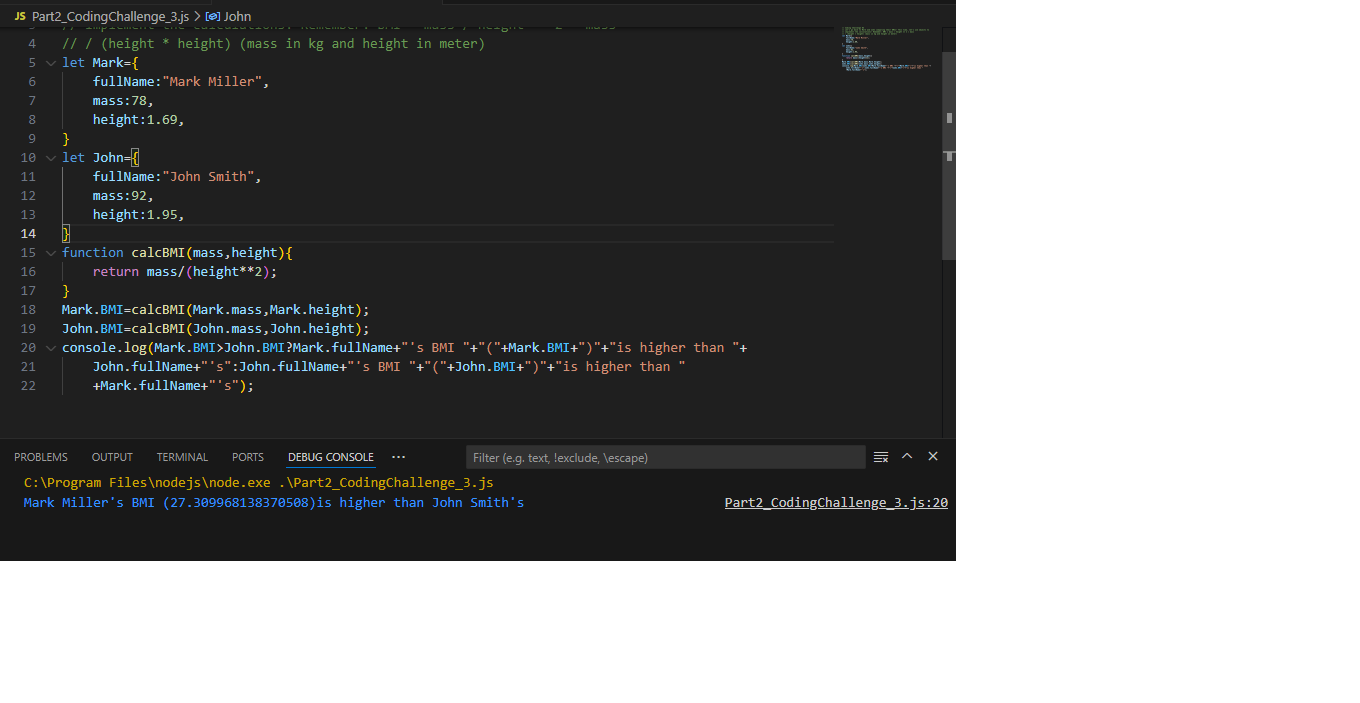 JS Part2_CodingChallenge_3.js > John
3 // implement the calculations. Remember: BMI = mass / height ** 2 = mass
4 // / (height * height) (mass in kg and height in meter)
5 let Mark={
6 fullName:"Mark Miller",
7 mass:78,
8 height:1.69,
9 }
10 let John={
11 fullName:"John Smith",
12 mass:92,
13 height:1.95,
14 }
15 function calcBMI(mass,height){
16 return mass/(height**2);
17 }
18 Mark.BMI=calcBMI(Mark.mass,Mark.height);
19 John.BMI=calcBMI(John.mass,John.height);
20 console.log(Mark.BMI>John.BMI?Mark.fullName+"'s BMI "+"("+Mark.BMI+")"+"is higher than "+
21 John.fullName+"'s":John.fullName+"'s BMI "+"("+John.BMI+")"+"is higher than "
22 +Mark.fullName+"'s");
PROBLEMS OUTPUT TERMINAL PORTS DEBUG CONSOLE ... Filter (e.g. text, !exclude, \escape)
C:\Program Files\nodejs\node.exe .\Part2_CodingChallenge_3.js
Mark Miller's BMI (27.309968138370508)is higher than John Smith's Part2_CodingChallenge_3.js:20